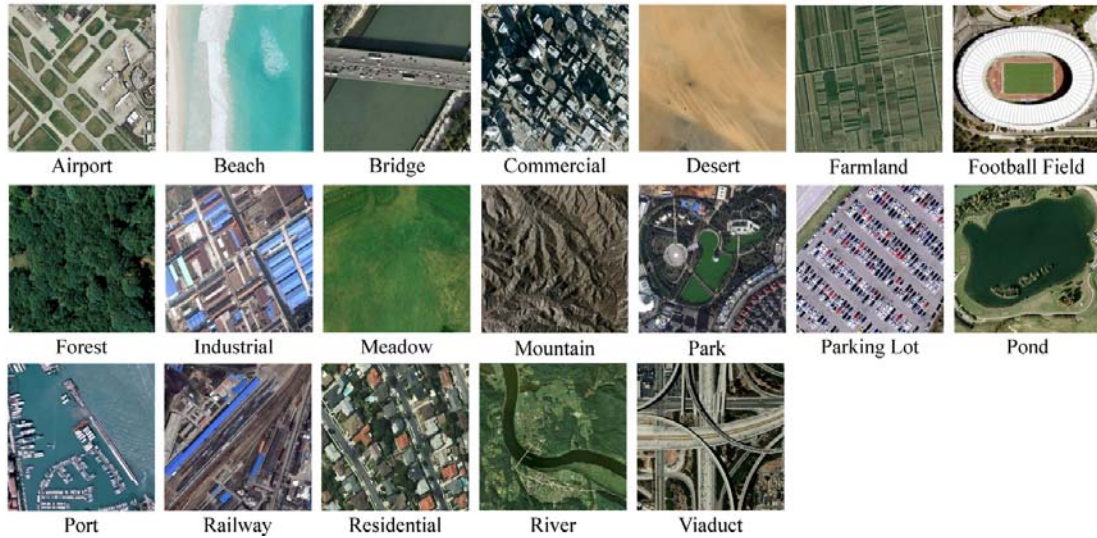 Airport Beach Bridge Commercial Desert Farmland Football Field
Forest Industrial Meadow Mountain Park Parking Lot Pond
Port Railway Residential River Viaduct